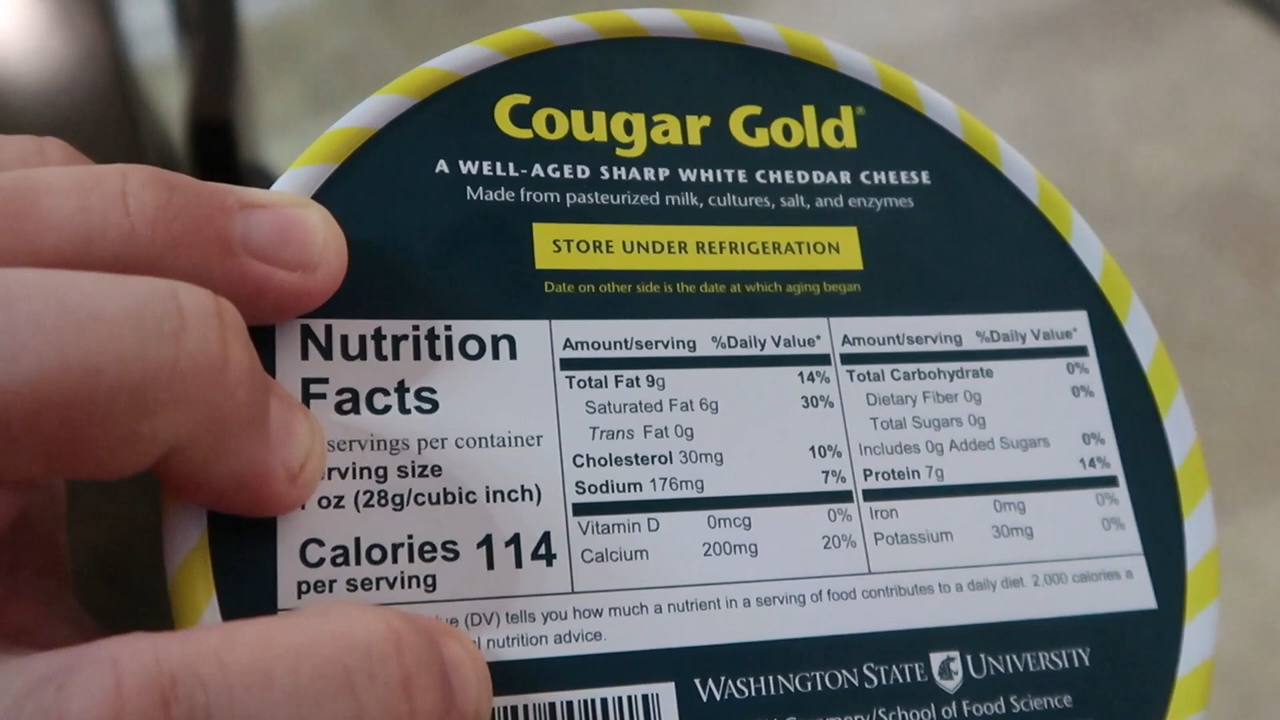 Cougar Gold®
A WELL-AGED SHARP WHITE CHEDDAR CHEESE
Made from pasteurized milk, cultures, salt, and enzymes
STORE UNDER REFRIGERATION
Date on other side is the date at which aging began
Nutrition
Facts
servings per container
rving size
oz (28g/cubic inch)
Calories 114
per serving
Amount/serving %Daily Value*
Total Fat 9g 14%
Saturated Fat 6g 30%
Trans Fat 0g
Cholesterol 30mg 10%
Sodium 176mg 7%
Vitamin D 0mcg 0%
Calcium 200mg 20%
Amount/serving %Daily Value*
Total Carbohydrate 0%
Dietary Fiber 0g 0%
Total Sugars 0g
Includes 0g Added Sugars 0%
Protein 7g 14%
Iron 0mg 0%
Potassium 30mg 0%
(DV) tells you how much a nutrient in a serving of food contributes to a daily diet. 2,000 calories a
nutrition advice.
WASHINGTON STATE UNIVERSITY
/School of Food Science